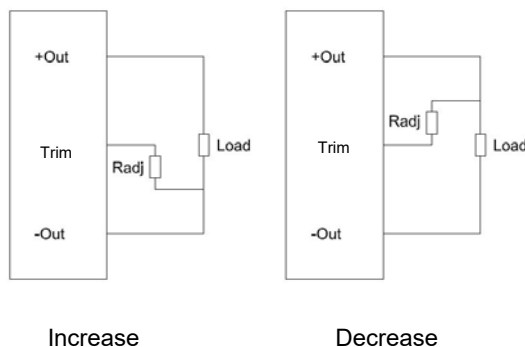 +Out
Trim
Radj
Load
-Out
Increase
+Out
Radj
Trim
Load
-Out
Decrease